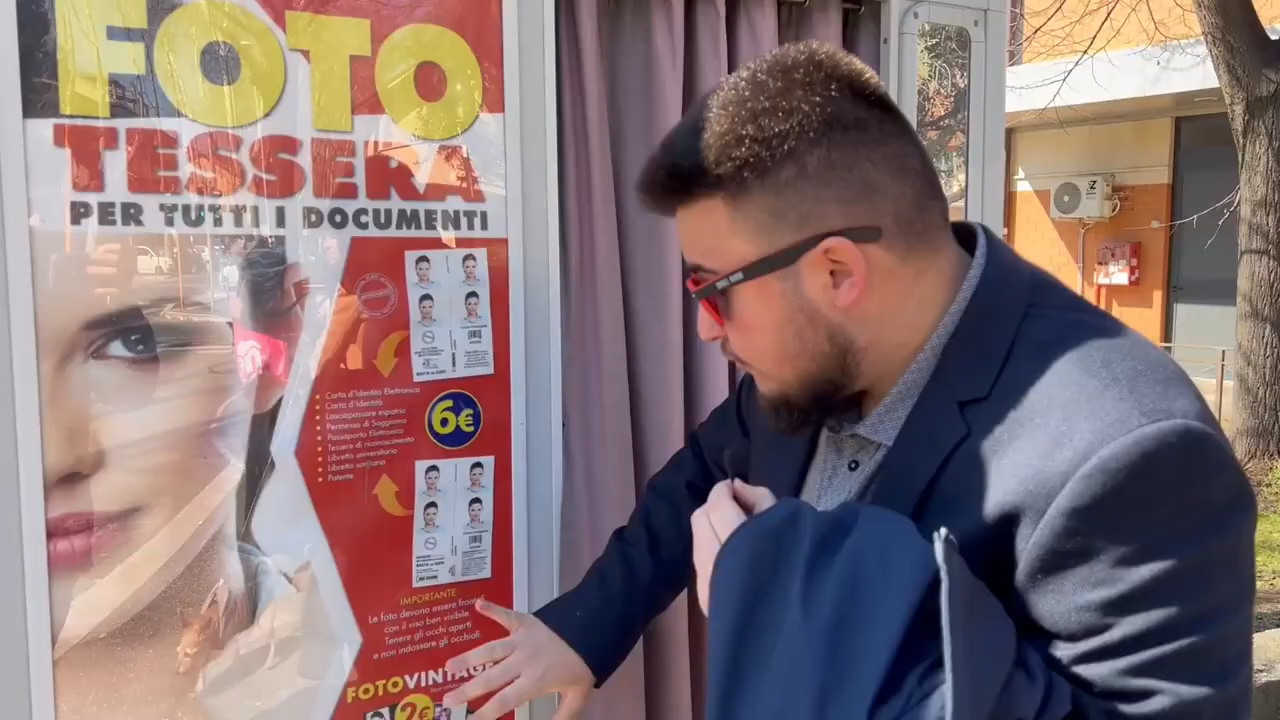 FOTO
TESSERA
PER TUTTI I DOCUMENTI
Carta d'Identità Elettronica
Carta d'Identità
Lasciapassare espatrio
Permesso di Soggiorno
Passaporto Elettronico
Tessere di riconoscimento
Libretto universitario
Libretto sanitario
Patente
6€
IMPORTANTE
Le foto devono essere
con il viso ben visibile.
Tenere gli occhi aperti
e non indossare gli occhiali.
FOTOVINTAGE
2€